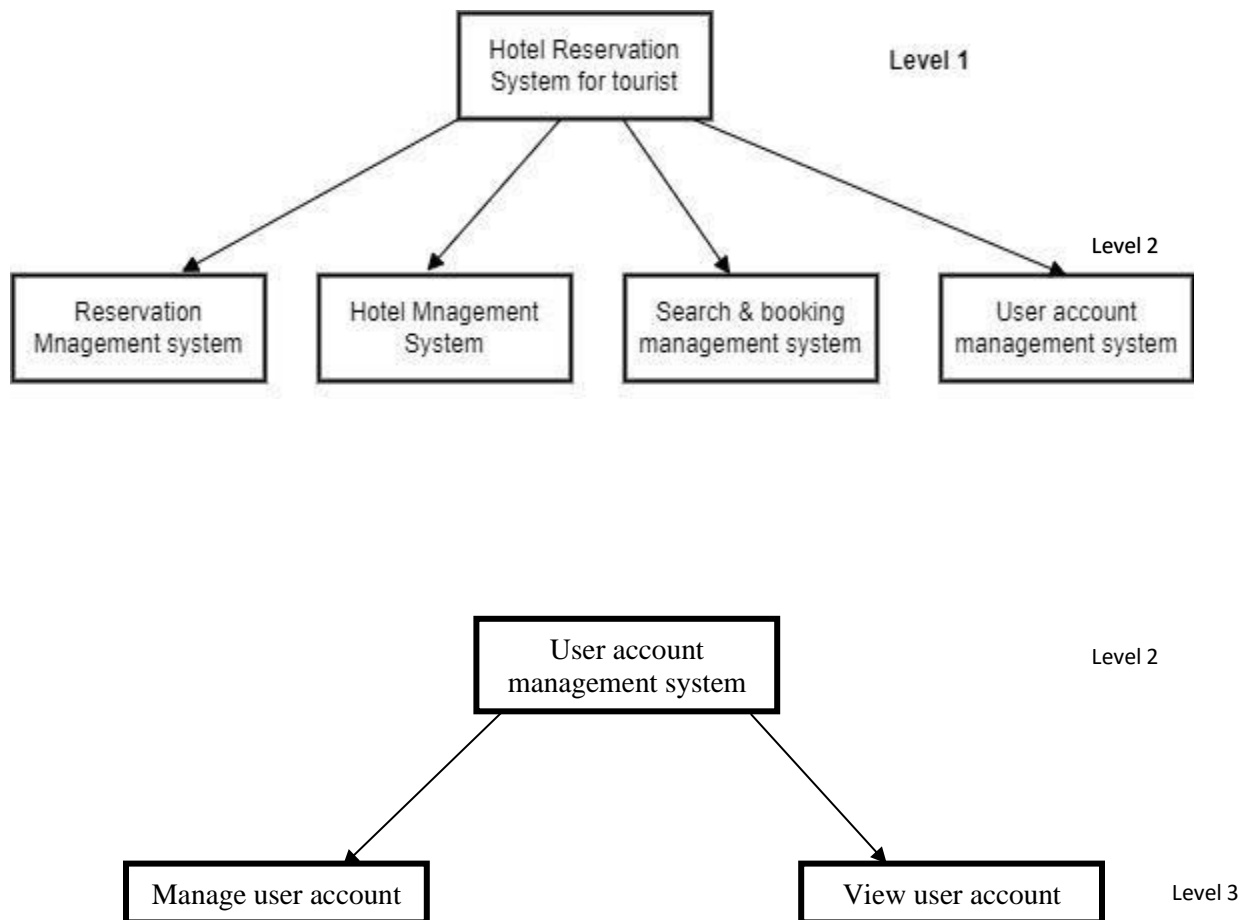 Hotel Reservation
System for tourist
Level 1
Level 2
Reservation
Mnagement system
Hotel Mnagement
System
Search & booking
management system
User account
management system
User account
management system
Level 2
Manage user account
View user account
Level 3